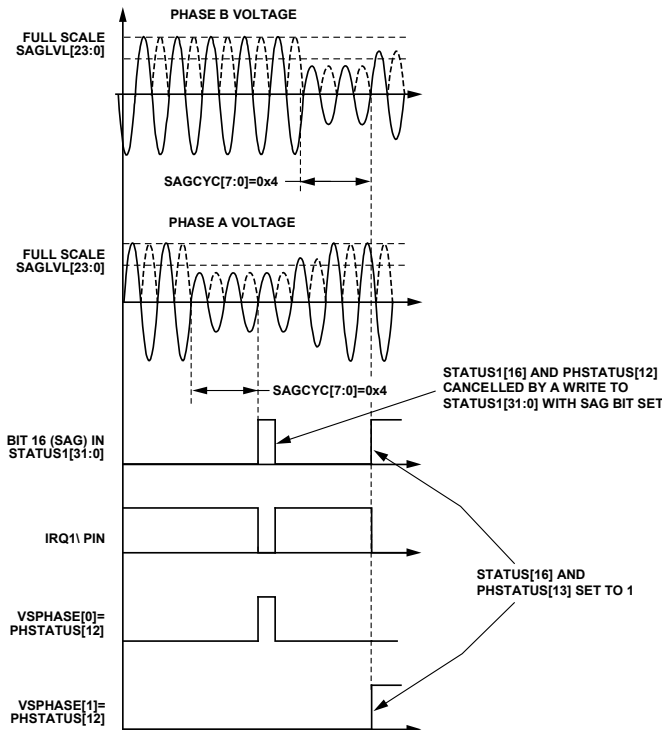 PHASE B VOLTAGE
FULL SCALE
SAGLVL[23:0]
SAGCYC[7:0]=0x4
PHASE A VOLTAGE
FULL SCALE
SAGLVL[23:0]
SAGCYC[7:0]=0x4
STATUS1[16] AND PHSTATUS[12]
CANCELLED BY A WRITE TO
STATUS1[31:0] WITH SAG BIT SET
BIT 16 (SAG) IN
STATUS1[31:0]
IRQ1\ PIN
STATUS[16] AND
PHSTATUS[13] SET TO 1
VSPHASE[0]=
PHSTATUS[12]
VSPHASE[1]=
PHSTATUS[12]